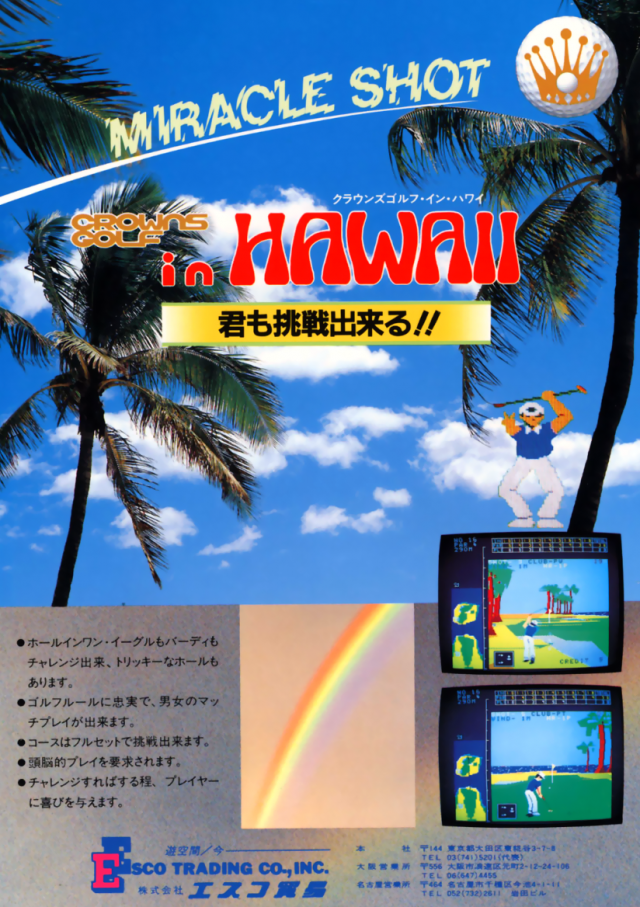 MIRACLE SHOT
クラウンズゴルフ・イン・ハワイ
CROWNS
GOLF
in HAWAII
君も挑戦出来る!!
●ホールインワン・イーグルもバーディも
チャレンジ出来、トリッキーなホールも
あります。
●ゴルフルールに忠実で、男女のマッ
チプレイが出来ます。
●コースはフルセットで挑戦出来ます。
●頭脳的プレイを要求されます。
●チャレンジすればする程、プレイヤー
に喜びを与えます。
CREDIT
遊空間/今
ESCO TRADING CO., INC.
株式会社 エスコ貿易
本社 〒144 東京都大田区東糀谷2-7-8
TEL 03(741)5201(代表)
大阪営業所 〒556 大阪市浪速区元町2-12-24-106
TEL 06(647)4455
名古屋営業所 〒464 名古屋市千種区今池4-1-11
TEL 052(732)2611